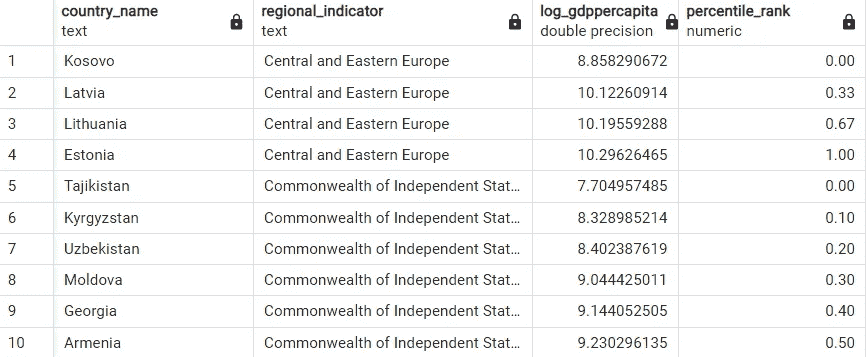 country_name regional_indicator log_gdppercapita percentile_rank
text text double precision numeric
1 Kosovo Central and Eastern Europe 8.858290672 0.00
2 Latvia Central and Eastern Europe 10.12260914 0.33
3 Lithuania Central and Eastern Europe 10.19559288 0.67
4 Estonia Central and Eastern Europe 10.29626465 1.00
5 Tajikistan Commonwealth of Independent Stat... 7.704957485 0.00
6 Kyrgyzstan Commonwealth of Independent Stat... 8.328985214 0.10
7 Uzbekistan Commonwealth of Independent Stat... 8.402387619 0.20
8 Moldova Commonwealth of Independent Stat... 9.044425011 0.30
9 Georgia Commonwealth of Independent Stat... 9.144052505 0.40
10 Armenia Commonwealth of Independent Stat... 9.230296135 0.50